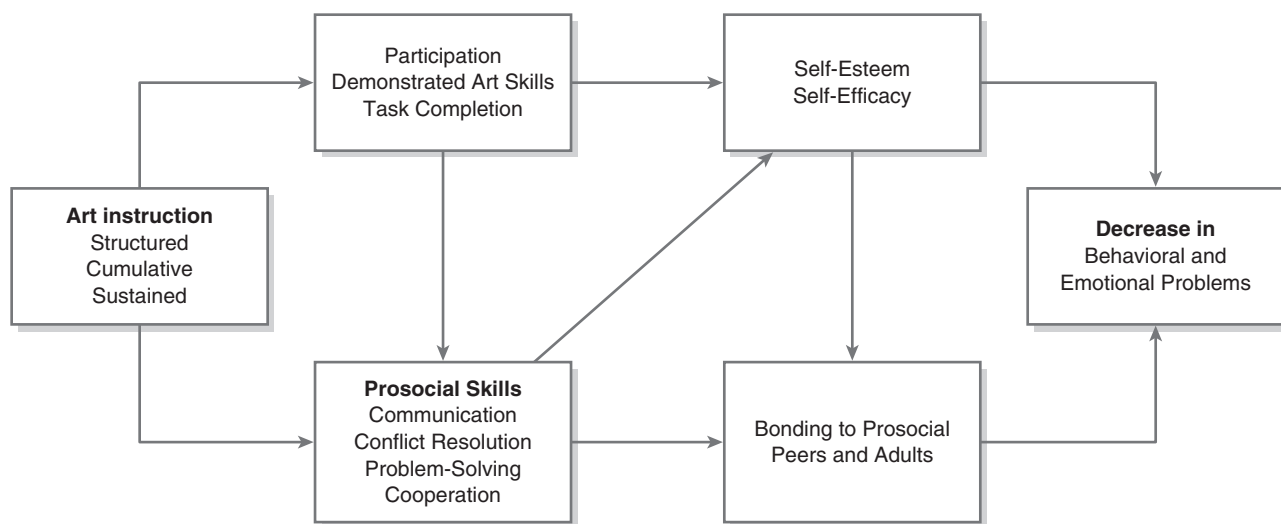 Participation
Demonstrated Art Skills
Task Completion
Self-Esteem
Self-Efficacy
Art instruction
Structured
Cumulative
Sustained
Decrease in
Behavioral and
Emotional Problems
Prosocial Skills
Communication
Conflict Resolution
Problem-Solving
Cooperation
Bonding to Prosocial
Peers and Adults